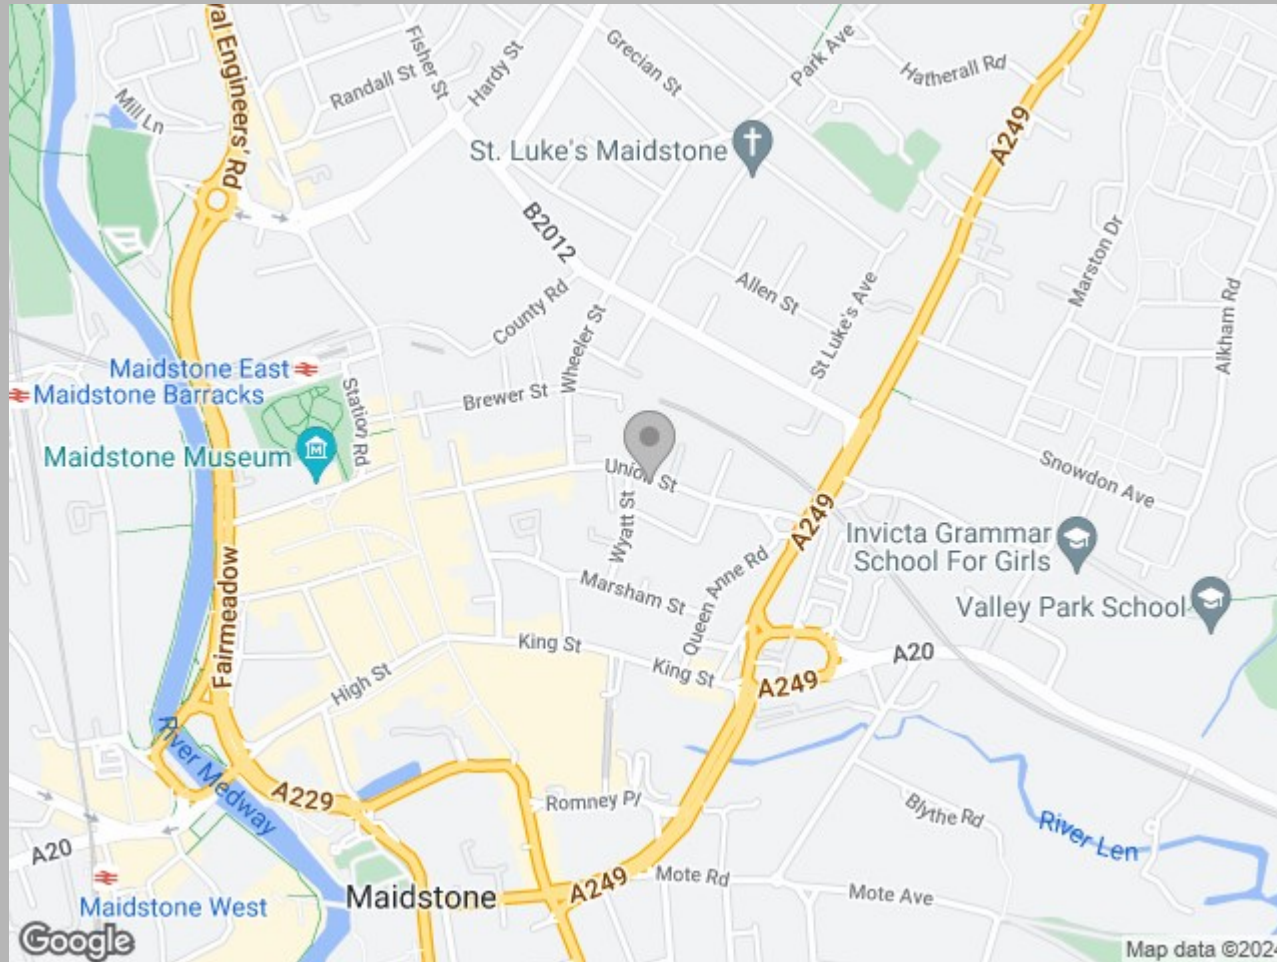 val Engineers' Rd
Fisher St
Hardy St
Grecian St
Park Ave
Hatherall Rd
Randall St
Mill Ln
A249
St. Luke's Maidstone
B2012
Marston Dr
Allen St
County Rd
St Luke's Ave
Alkham Rd
Wheeler St
Maidstone East
Maidstone Barracks
Station Rd
Brewer St
Maidstone Museum
Union St
Snowdon Ave
Wyatt St
A249
Invicta Grammar
School For Girls
Queen Anne Rd
Marsham St
Valley Park School
Fairmeadow
King St
King St
A20
High St
A249
River Medway
A229
Romney Pl
Blythe Rd
River Len
A20
Maidstone West
Maidstone
A249
Mote Rd
Mote Ave
Google
Map data ©2024